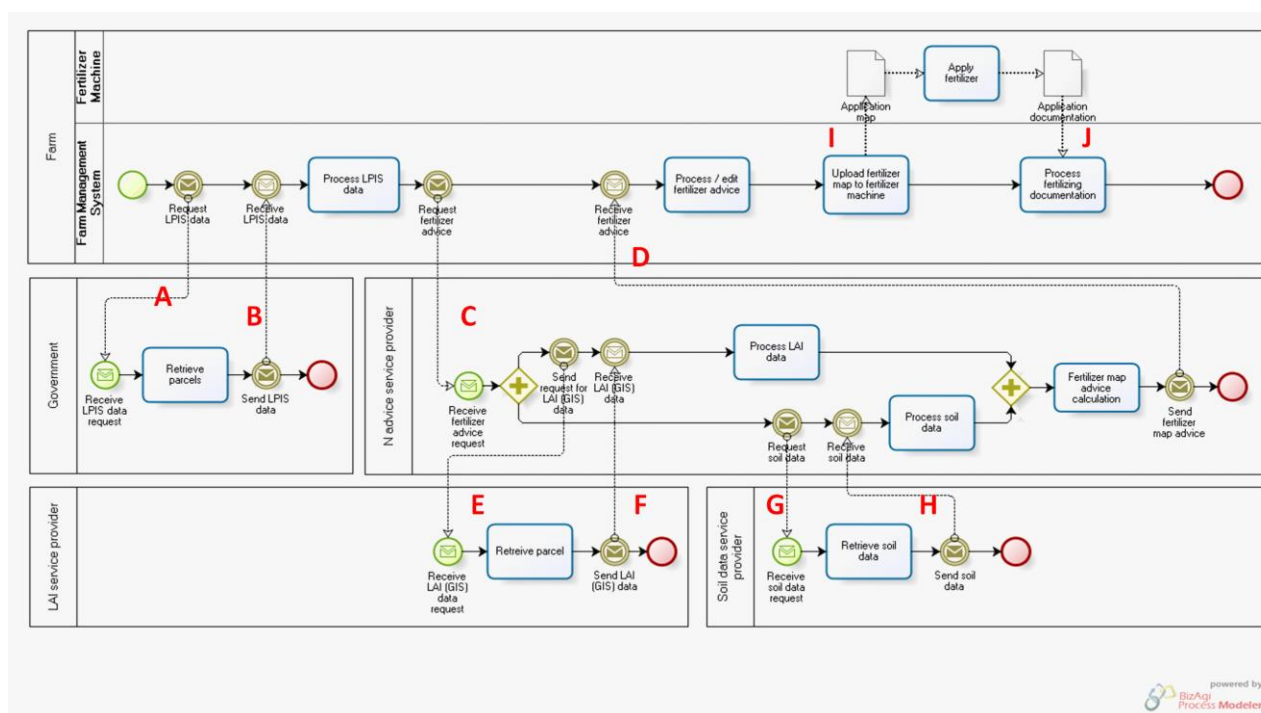 Farm
Fertilizer
Machine
Application
map
Apply
fertilizer
Application
documentation
I
J
Farm Management
System
Request
LPIS data
Receive
LPIS data
Process LPIS
data
Request
fertilizer
advice
Receive
fertilizer
advice
Process / edit
fertilizer advice
Upload fertilizer
map to fertilizer
machine
Process
fertilizing
documentation
D
Government
A
B
Receive
LPIS data
request
Retrieve
parcels
Send LPIS
data
N advice service provider
C
Receive
fertilizer
advice request
Send
request for
LAI (GIS)
data
Receive
LAI (GIS)
data
Process LAI
data
Request
soil data
Receive
soil data
Process soil
data
Fertilizer map
advice
calculation
Send
fertilizer
map advice
LAI service provider
E
F
Receive
LAI (GIS)
data
request
Retreive parcel
Send LAI
(GIS) data
Soil data service
provider
G
H
Receive
soil data
request
Retrieve soil
data
Send soil
data
powered by
BizAgi
Process Modeler